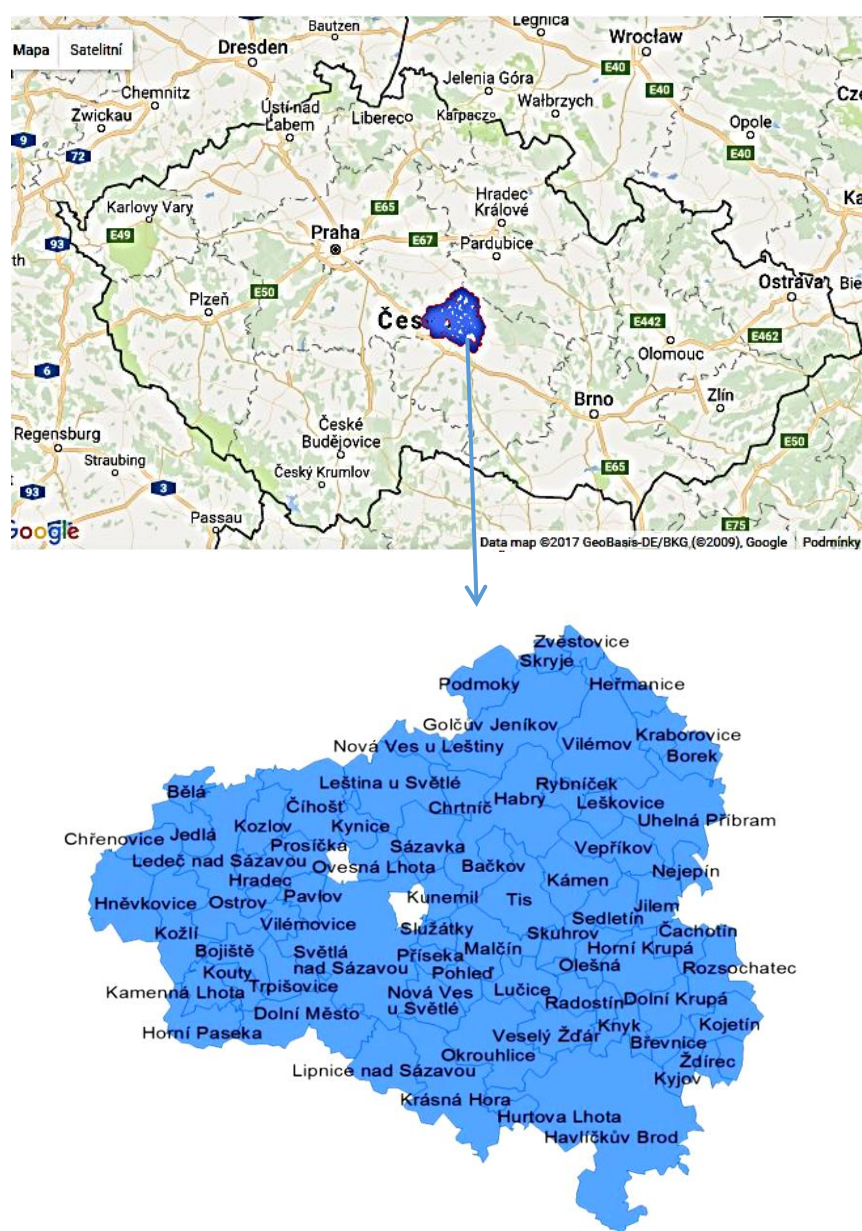 Bautzen
Legnica
Mapa
Satelitní
Dresden
Wrocław
E40
Jelenia Góra
Chemnitz
Zwickau
Ústí nad
Labem
Liberec
Karpacz
Wałbrzych
E40
Cze
9
72
Opole
E40
Karlovy Vary
E65
Hradec
Králové
Ka
93
E49
Praha
E67
Pardubice
th
Plzeň
E50
Čes
Ostrava
Bie
E442
E462
Olomouc
6
Brno
Zlín
České
Budějovice
Regensburg
Straubing
Český Krumlov
E50
93
3
E65
Passau
E75
Google
Data map ©2017 GeoBasis-DE/BKG (©2009), Google
Podmínky
Zvěstovice
Skryje
Podmoky
Heřmanice
Golčův Jeníkov
Nová Ves u Leštiny
Vilémov
Kraborovice
Borek
Bělá
Leština u Světlé
Rybníček
Číhošť
Chrtníč
Habry
Leškovice
Chřenovice
Jedlá
Kozlov
Kynice
Uhelná Příbram
Prosíčka
Sázavka
Vepříkov
Ledeč nad Sázavou
Ovesná Lhota
Bačkov
Nejepín
Hradec
Kámen
Hněvkovice
Ostrov
Pavlov
Kunemil
Tis
Jilem
Sedletín
Kožlí
Vilémovice
Služátky
Skuhrov
Čachotín
Bojiště
Světlá
nad Sázavou
Příseka
Malčín
Horní Krupá
Kouty
Pohleď
Olešná
Rozsochatec
Kamenná Lhota
Trpišovice
Nová Ves
u Světlé
Lučice
Radostín
Dolní Krupá
Dolní Město
Horní Paseka
Veselý Žďár
Knyk
Kojetín
Břevnice
Okrouhlice
Ždírec
Lipnice nad Sázavou
Kyjov
Krásná Hora
Hurtova Lhota
Havlíčkův Brod